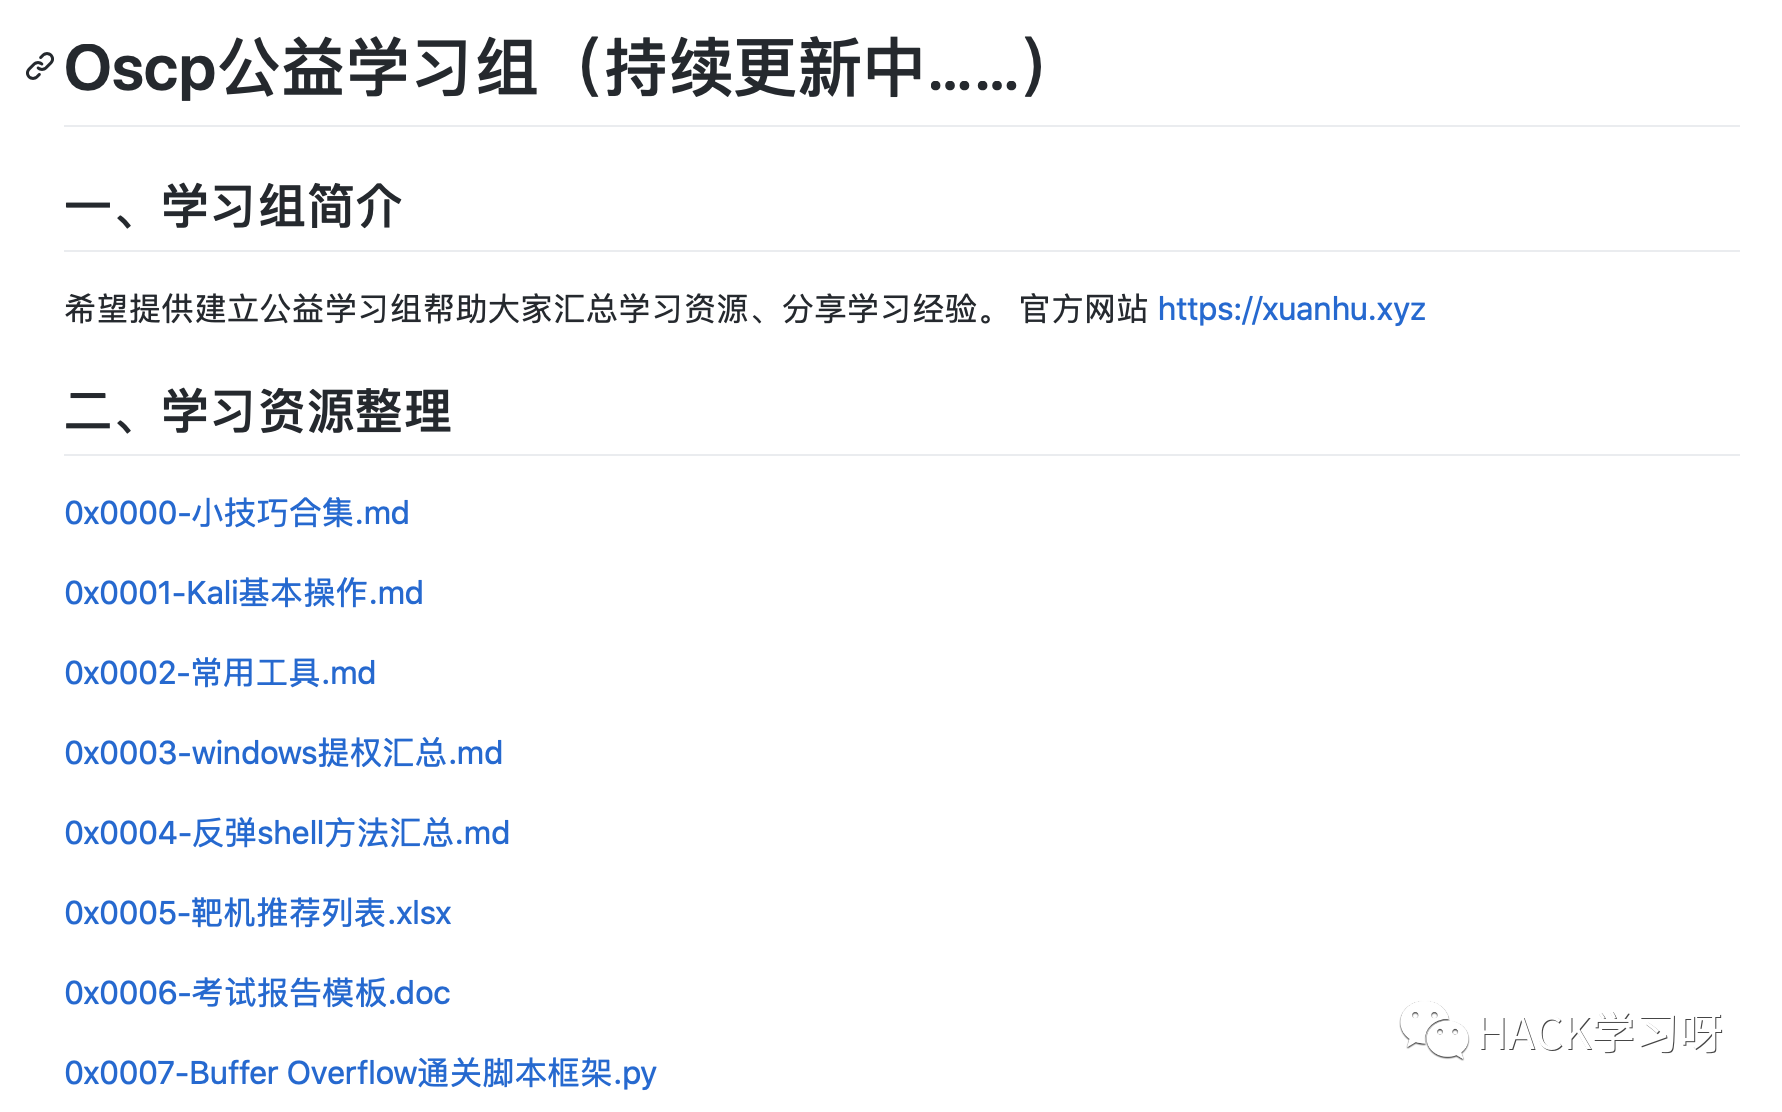 Oscp公益学习组（持续更新中……）
一、学习组简介
希望提供建立公益学习组帮助大家汇总学习资源、分享学习经验。 官方网站 https://xuanhu.xyz
二、学习资源整理
0x0000-小技巧合集.md
0x0001-Kali基本操作.md
0x0002-常用工具.md
0x0003-windows提权汇总.md
0x0004-反弹shell方法汇总.md
0x0005-靶机推荐列表.xlsx
0x0006-考试报告模板.doc
0x0007-Buffer Overflow通关脚本框架.py
HACK学习呀